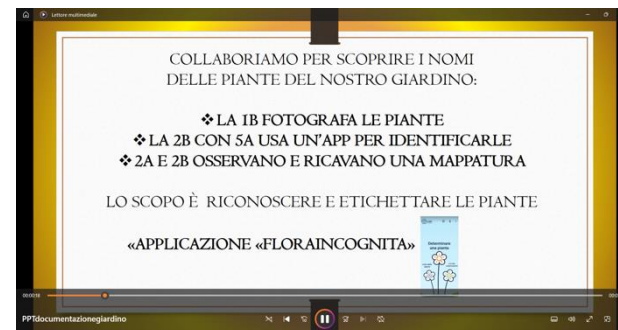 Lettore multimediale
COLLABORIAMO PER SCOPRIRE I NOMI
DELLE PIANTE DEL NOSTRO GIARDINO:
❖LA 1B FOTOGRAFA LE PIANTE
❖LA 2B CON 5A USA UN'APP PER IDENTIFICARLE
❖2A E 2B OSSERVANO E RICAVANO UNA MAPPATURA
LO SCOPO È RICONOSCERE E ETICHETTARE LE PIANTE
«APPLICAZIONE «FLORAINCOGNITA»
Determinare
una pianta
PPTdocumentazionegiardino